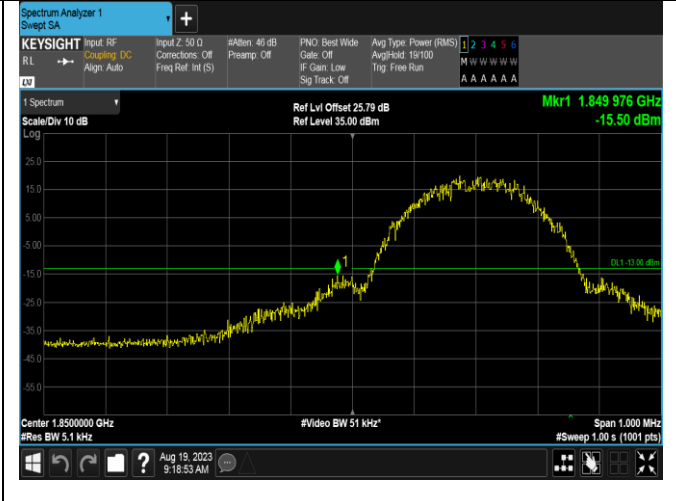 Spectrum Analyzer 1
Swept SA
KEYSIGHT
RL
Input: RF
Coupling: DC
Align: Auto
Input Z: 50 Ω
Corrections: Off
Freq Ref: Int (S)
#Atten: 46 dB
Preamp: Off
PNO: Best Wide
Gate: Off
IF Gain: Low
Sig Track: Off
Avg Type: Power (RMS)
Avg|Hold: 19/100
Trig: Free Run
1 2 3 4 5 6
M W W W W W
A A A A A A
LXI
1 Spectrum
Scale/Div 10 dB
Ref Lvl Offset 25.79 dB
Ref Level 35.00 dBm
Mkr1 1.849 976 GHz
-15.50 dBm
Log
25.0
15.0
5.00
-5.00
-15.0
-25.0
-35.0
-45.0
-55.0
1
DL1 -13.00 dBm
Center 1.8500000 GHz
#Res BW 5.1 kHz
#Video BW 51 kHz*
Span 1.000 MHz
#Sweep 1.00 s (1001 pts)
?
Aug 19, 2023
9:18:53 AM